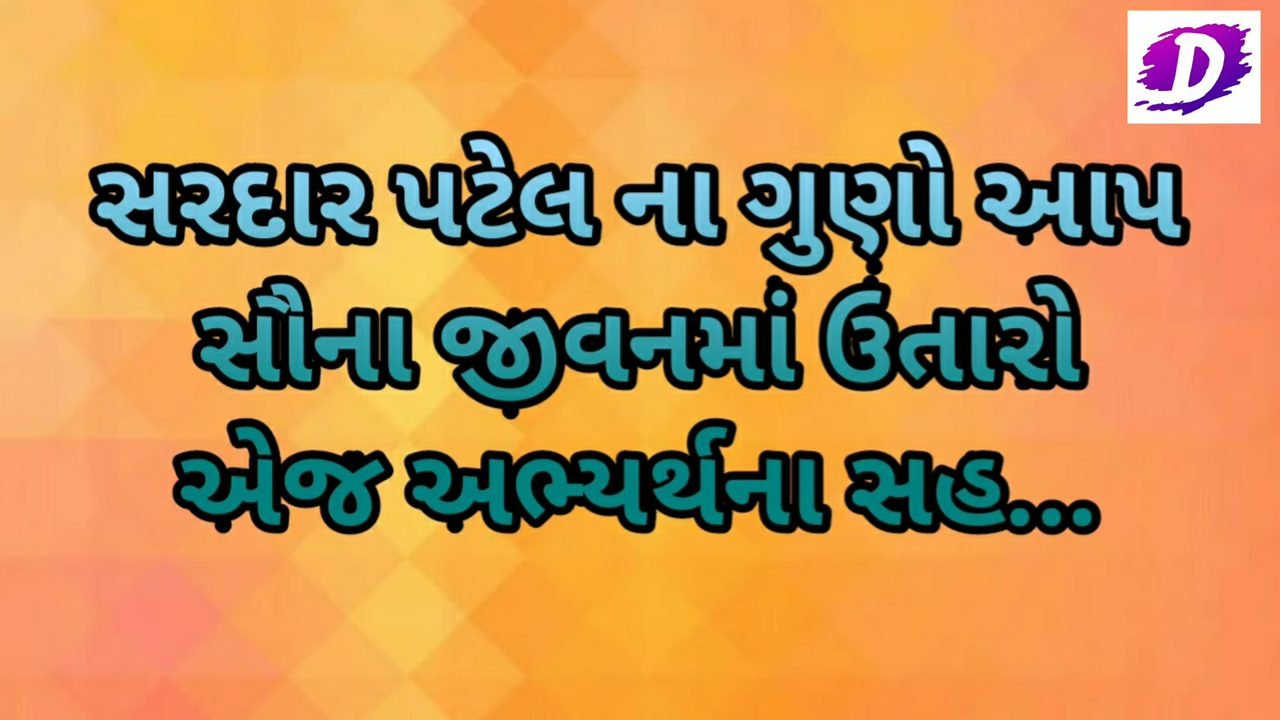 D
સરદાર પટેલ ના ગુણો આપ
સૌના જીવનમાં ઉતારો
એજ અભ્યર્થના સહ...